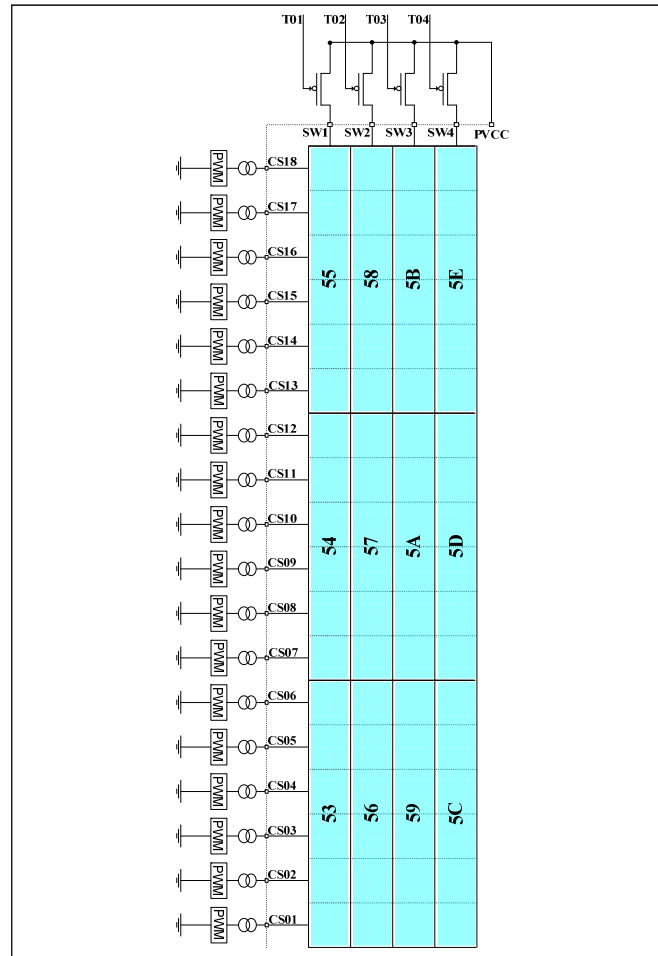 T01 T02 T03 T04
SW1 SW2 SW3 SW4 PVCC
PWM CS18
PWM CS17
PWM CS16
PWM CS15
PWM CS14
PWM CS13
55 58 5B 5E
PWM CS12
PWM CS11
PWM CS10
PWM CS09
PWM CS08
PWM CS07
54 57 5A 5D
PWM CS06
PWM CS05
PWM CS04
PWM CS03
PWM CS02
PWM CS01
53 56 59 5C